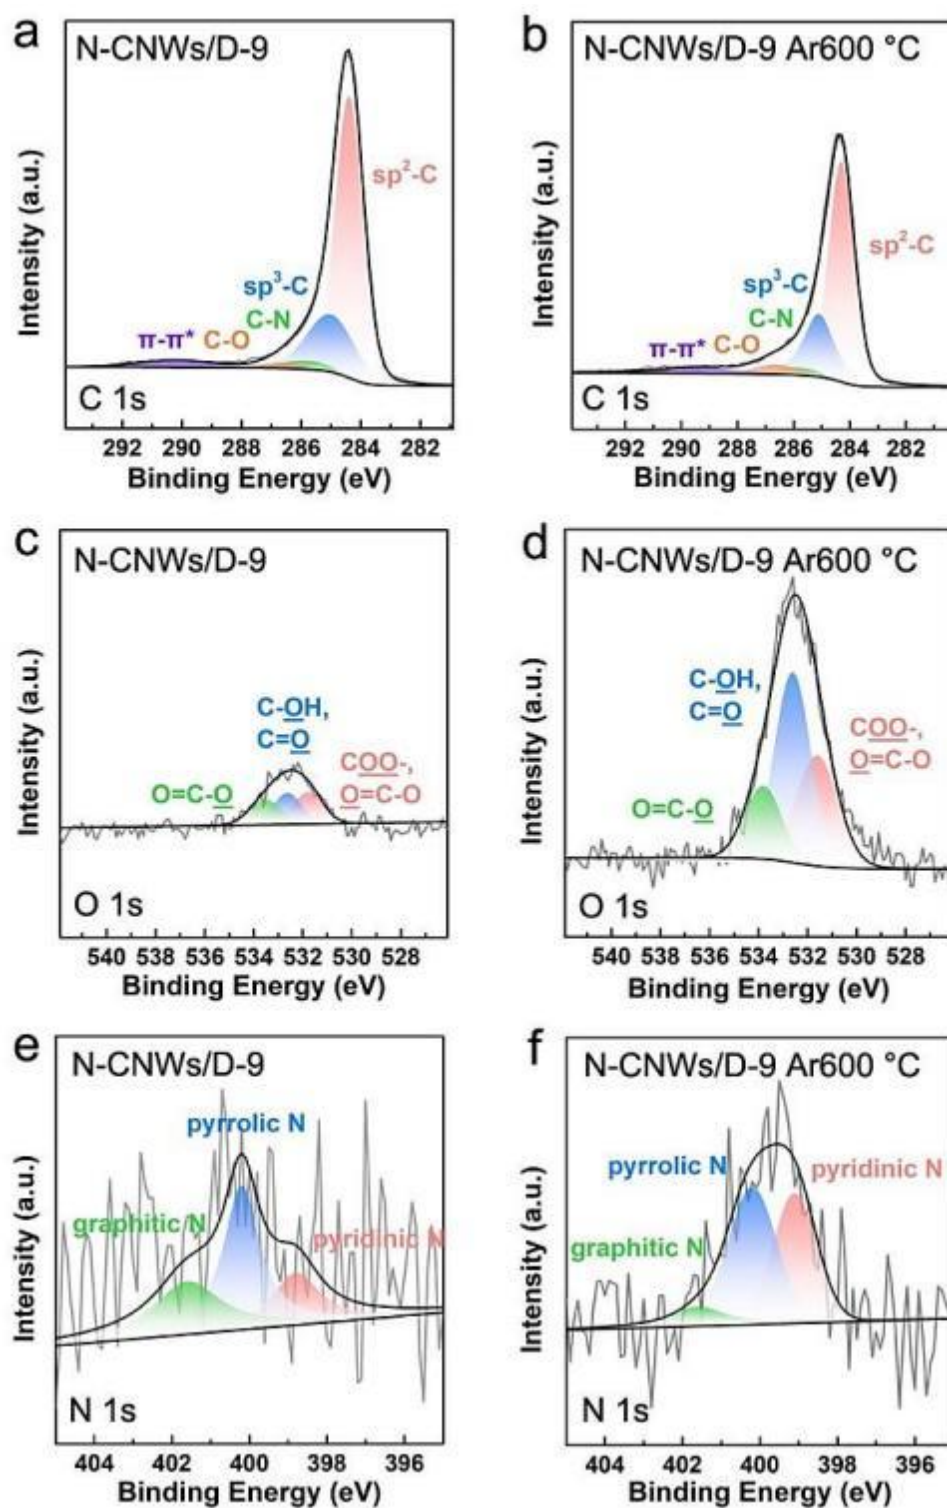 a
N-CNWs/D-9
sp²-C
sp³-C
C-N
π-π* C-O
C 1s
Intensity (a.u.)
292 290 288 286 284 282
Binding Energy (eV)
b
N-CNWs/D-9 Ar600 °C
sp²-C
sp³-C
C-N
π-π* C-O
C 1s
Intensity (a.u.)
292 290 288 286 284 282
Binding Energy (eV)
c
N-CNWs/D-9
C-OH,
C=O
COO-,
O=C-O
O=C-O
O 1s
Intensity (a.u.)
540 538 536 534 532 530 528
Binding Energy (eV)
d
N-CNWs/D-9 Ar600 °C
C-OH,
C=O
COO-,
O=C-O
O=C-O
O 1s
Intensity (a.u.)
540 538 536 534 532 530 528
Binding Energy (eV)
e
N-CNWs/D-9
pyrrolic N
graphitic N
pyridinic N
N 1s
Intensity (a.u.)
404 402 400 398 396
Binding Energy (eV)
f
N-CNWs/D-9 Ar600 °C
pyrrolic N
pyridinic N
graphitic N
N 1s
Intensity (a.u.)
404 402 400 398 396
Binding Energy (eV)